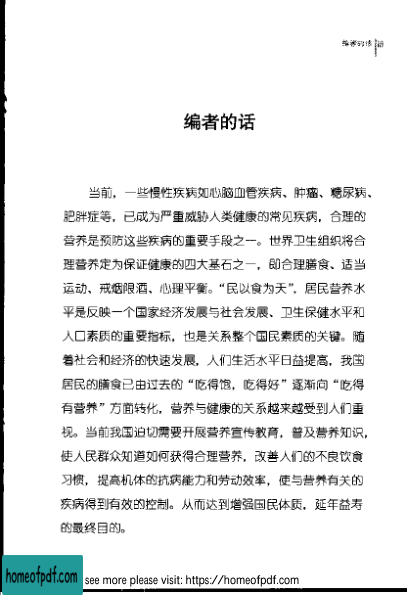 编者的话
编者的话
当前，一些慢性疾病如心脑血管疾病、肿瘤、糖尿病、
肥胖症等，已成为严重威胁人类健康的常见疾病，合理的
营养是预防这些疾病的重要手段之一。世界卫生组织将合
理营养定为保证健康的四大基石之一，即合理膳食、适当
运动、戒烟限酒、心理平衡。“民以食为天”，居民营养水
平是反映一个国家经济发展与社会发展、卫生保健水平和
人口素质的重要指标，也是关系整个国民素质的关键。随
着社会和经济的快速发展，人们生活水平日益提高，我国
居民的膳食已由过去的“吃得饱，吃得好”逐渐向“吃得
有营养”方面转化，营养与健康的关系越来越受到人们重
视。当前我国迫切需要开展营养宣传教育，普及营养知识，
使人民群众知道如何获得合理营养，改善人们的不良饮食
习惯，提高机体的抗病能力和劳动效率，使与营养有关的
疾病得到有效的控制。从而达到增强国民体质，延年益寿
的最终目的。
homeofpdf.com
see more please visit: https://homeofpdf.com